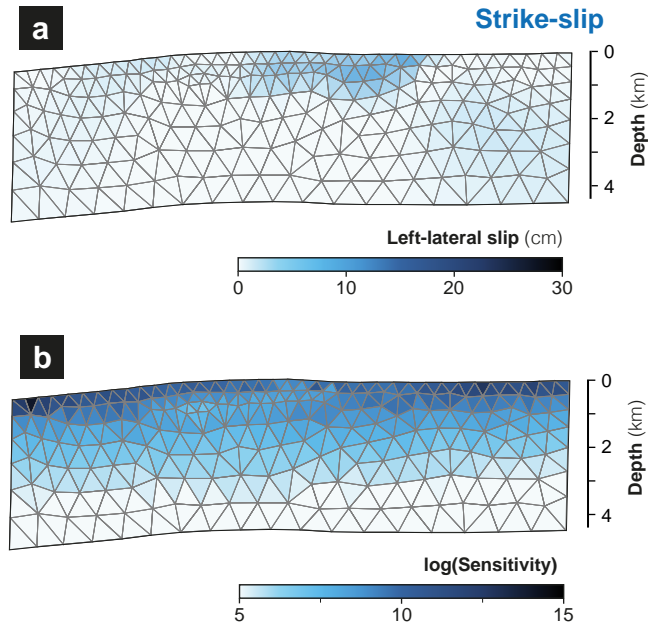 Strike-slip
a
0
2
4
Depth (km)
Left-lateral slip (cm)
0 10 20 30
b
0
2
4
Depth (km)
log(Sensitivity)
5 10 15